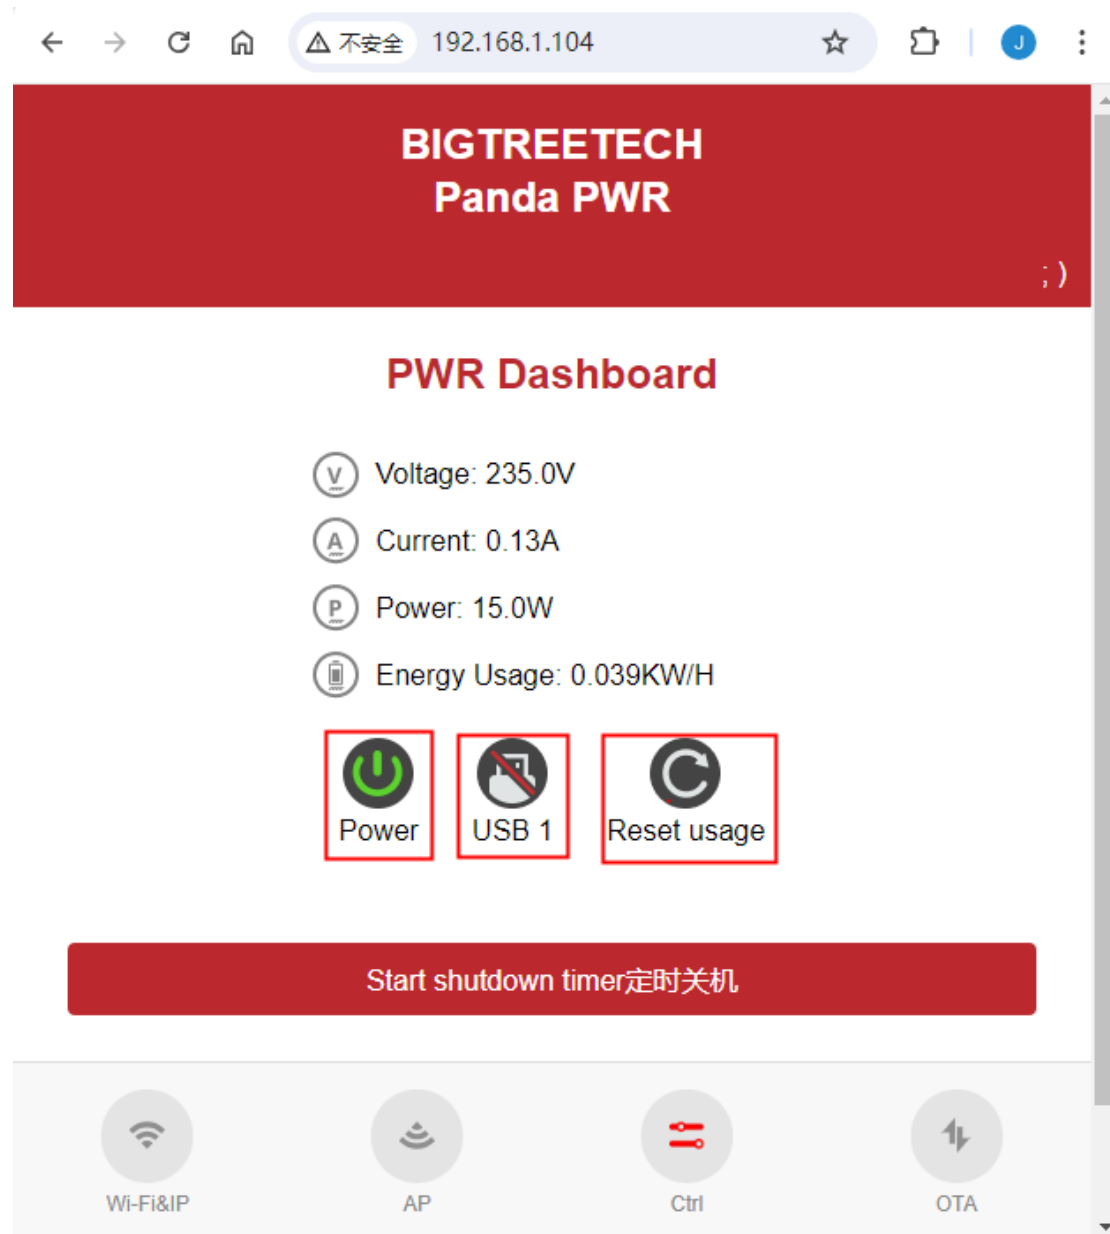 不安全 192.168.1.104
J
BIGTREETECH
Panda PWR
; )
PWR Dashboard
V Voltage: 235.0V
A Current: 0.13A
P Power: 15.0W
Energy Usage: 0.039KW/H
Power USB 1 Reset usage
Start shutdown timer定时关机
Wi-Fi&IP AP Ctrl OTA